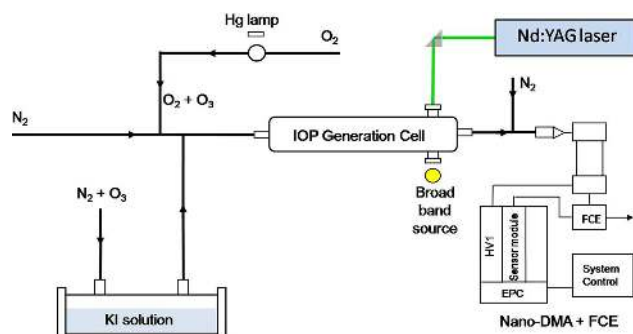 Hg lamp
O2
Nd:YAG laser
O2 + O3
N2
N2
IOP Generation Cell
Broad
band
source
N2 + O3
KI solution
HV1
Sensor module
EPC
FCE
System
Control
Nano-DMA + FCE